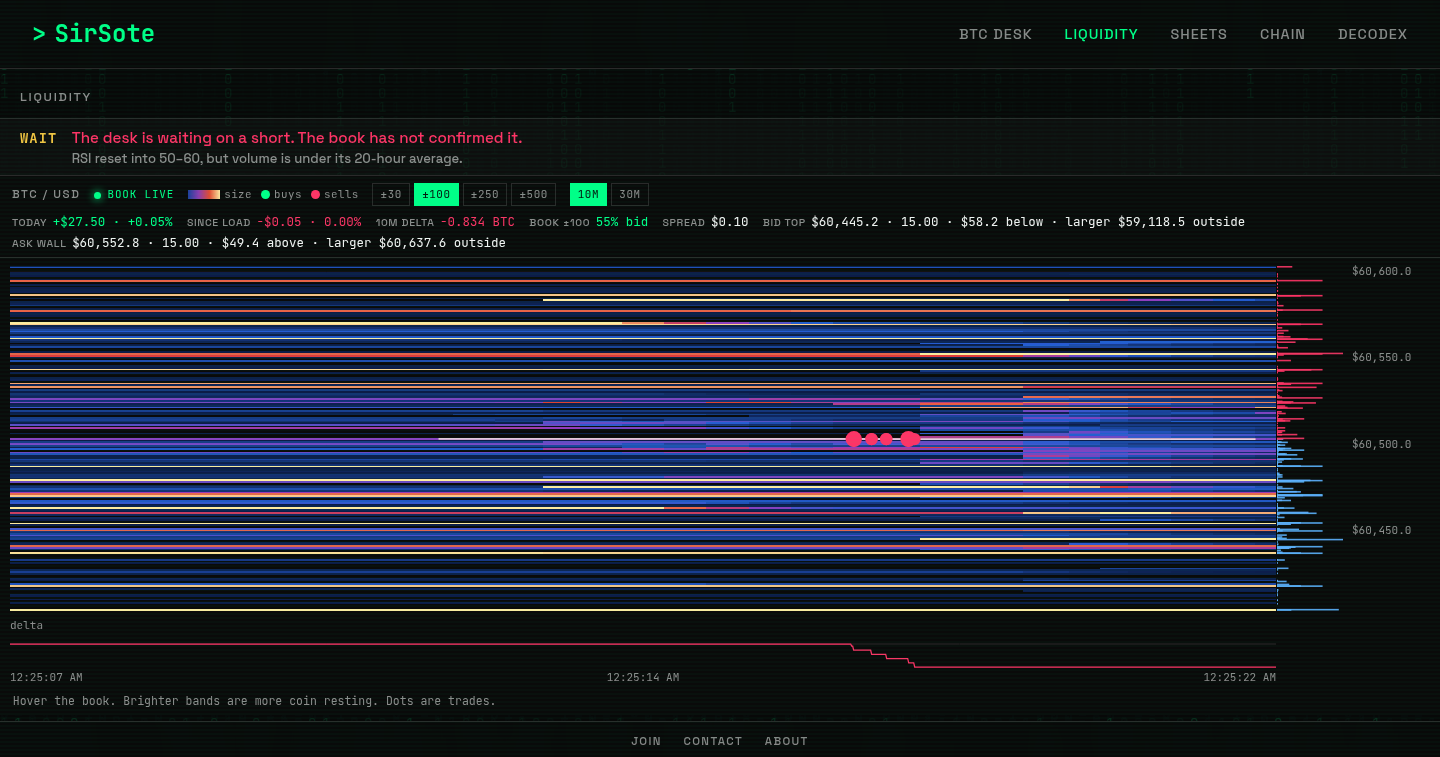 > SirSote
BTC DESK LIQUIDITY SHEETS CHAIN DECODEX
LIQUIDITY
WAIT The desk is waiting on a short. The book has not confirmed it.
RSI reset into 50–60, but volume is under its 20-hour average.
BTC / USD BOOK LIVE size buys sells ±30 ±100 ±250 ±500 10M 30M
TODAY +$27.50 · +0.05% SINCE LOAD -$0.05 · 0.00% 10M DELTA -0.834 BTC BOOK ±100 55% bid SPREAD $0.10 BID TOP $60,445.2 · 15.00 · $58.2 below · larger $59,118.5 outside
ASK WALL $60,552.8 · 15.00 · $49.4 above · larger $60,637.6 outside
$60,600.0
$60,550.0
$60,500.0
$60,450.0
delta
12:25:07 AM 12:25:14 AM 12:25:22 AM
Hover the book. Brighter bands are more coin resting. Dots are trades.
JOIN CONTACT ABOUT